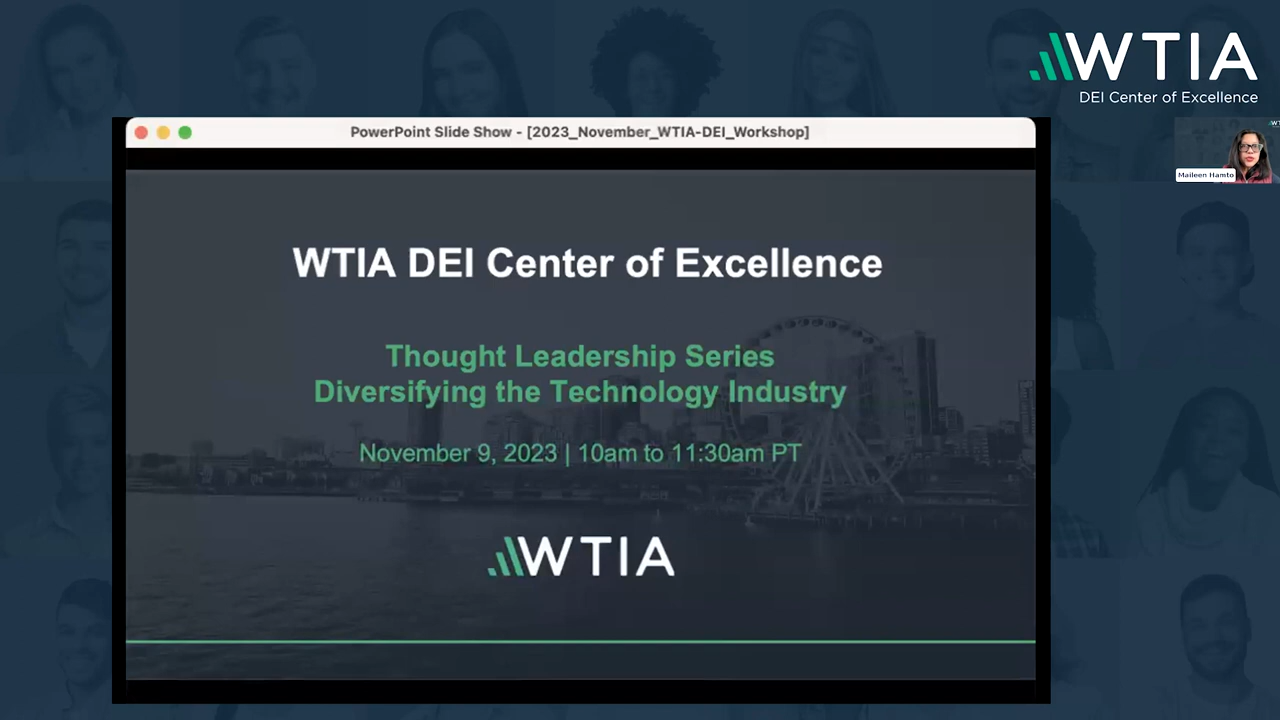 WTIA
DEI Center of Excellence
PowerPoint Slide Show - [2023_November_WTIA-DEI_Workshop]
WTIA DEI Center of Excellence
Thought Leadership Series
Diversifying the Technology Industry
November 9, 2023 | 10am to 11:30am PT
WTIA
Maileen Hamto